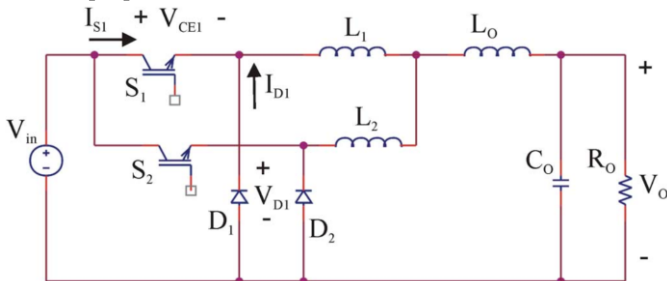 I_S1 + V_CE1 -
L_1
L_O
S_1
I_D1
+
V_in
L_2
S_2
+
-
+
V_D1
-
D_1
D_2
C_O
R_O
V_O
-